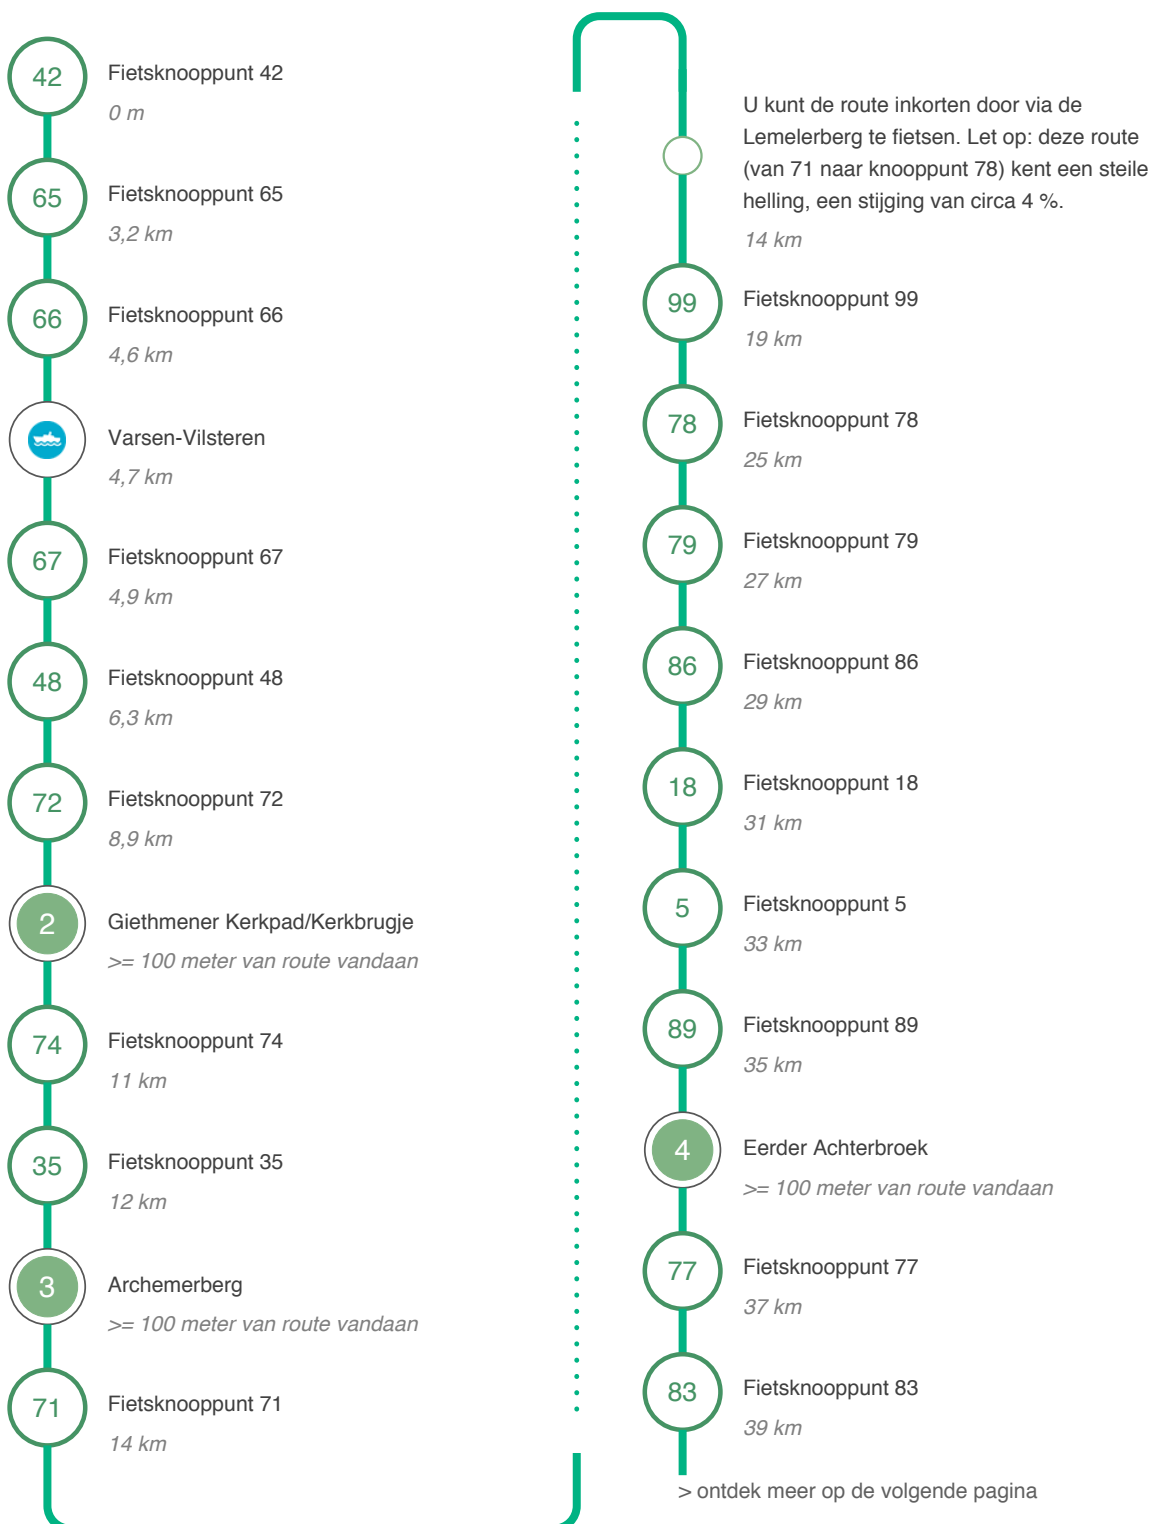 42
Fietsknooppunt 42
0 m
65
Fietsknooppunt 65
3,2 km
66
Fietsknooppunt 66
4,6 km
Varsen-Vilsteren
4,7 km
67
Fietsknooppunt 67
4,9 km
48
Fietsknooppunt 48
6,3 km
72
Fietsknooppunt 72
8,9 km
2
Giethmener Kerkpad/Kerkbrugje
>= 100 meter van route vandaan
74
Fietsknooppunt 74
11 km
35
Fietsknooppunt 35
12 km
3
Archemerberg
>= 100 meter van route vandaan
71
Fietsknooppunt 71
14 km
U kunt de route inkorten door via de
Lemelerberg te fietsen. Let op: deze route
(van 71 naar knooppunt 78) kent een steile
helling, een stijging van circa 4 %.
14 km
99
Fietsknooppunt 99
19 km
78
Fietsknooppunt 78
25 km
79
Fietsknooppunt 79
27 km
86
Fietsknooppunt 86
29 km
18
Fietsknooppunt 18
31 km
5
Fietsknooppunt 5
33 km
89
Fietsknooppunt 89
35 km
4
Eerder Achterbroek
>= 100 meter van route vandaan
77
Fietsknooppunt 77
37 km
83
Fietsknooppunt 83
39 km
> ontdek meer op de volgende pagina